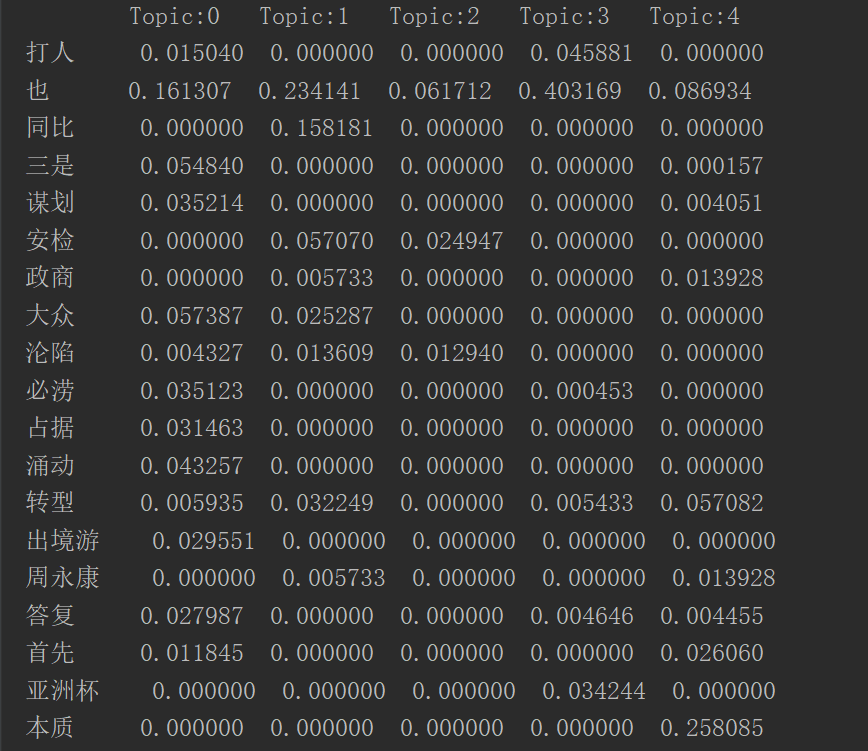 Topic:0 Topic:1 Topic:2 Topic:3 Topic:4
打人 0.015040 0.000000 0.000000 0.045881 0.000000
也 0.161307 0.234141 0.061712 0.403169 0.086934
同比 0.000000 0.158181 0.000000 0.000000 0.000000
三是 0.054840 0.000000 0.000000 0.000000 0.000157
谋划 0.035214 0.000000 0.000000 0.000000 0.004051
安检 0.000000 0.057070 0.024947 0.000000 0.000000
政商 0.000000 0.005733 0.000000 0.000000 0.013928
大众 0.057387 0.025287 0.000000 0.000000 0.000000
沦陷 0.004327 0.013609 0.012940 0.000000 0.000000
必涝 0.035123 0.000000 0.000000 0.000453 0.000000
占据 0.031463 0.000000 0.000000 0.000000 0.000000
涌动 0.043257 0.000000 0.000000 0.000000 0.000000
转型 0.005935 0.032249 0.000000 0.005433 0.057082
出境游 0.029551 0.000000 0.000000 0.000000 0.000000
周永康 0.000000 0.005733 0.000000 0.000000 0.013928
答复 0.027987 0.000000 0.000000 0.004646 0.004455
首先 0.011845 0.000000 0.000000 0.000000 0.026060
亚洲杯 0.000000 0.000000 0.000000 0.034244 0.000000
本质 0.000000 0.000000 0.000000 0.000000 0.258085